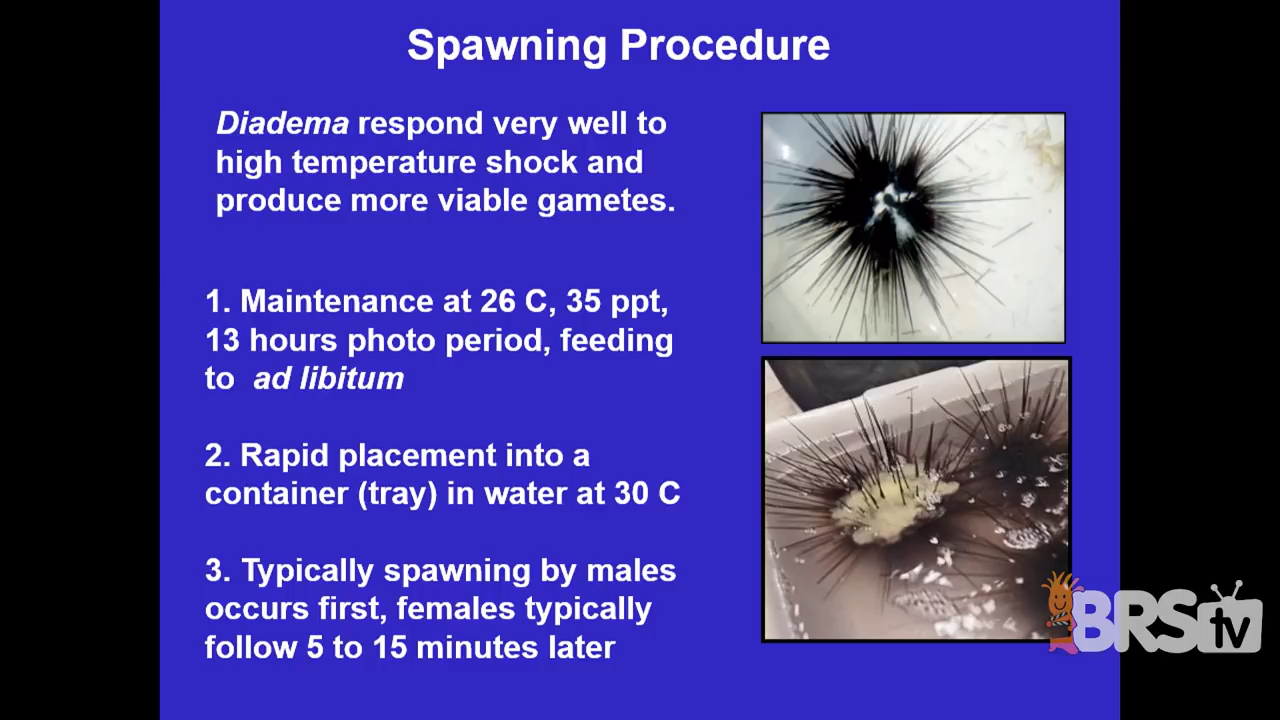 Spawning Procedure
Diadema respond very well to
high temperature shock and
produce more viable gametes.
1. Maintenance at 26 C, 35 ppt,
13 hours photo period, feeding
to ad libitum
2. Rapid placement into a
container (tray) in water at 30 C
3. Typically spawning by males
occurs first, females typically
follow 5 to 15 minutes later
BRS tv